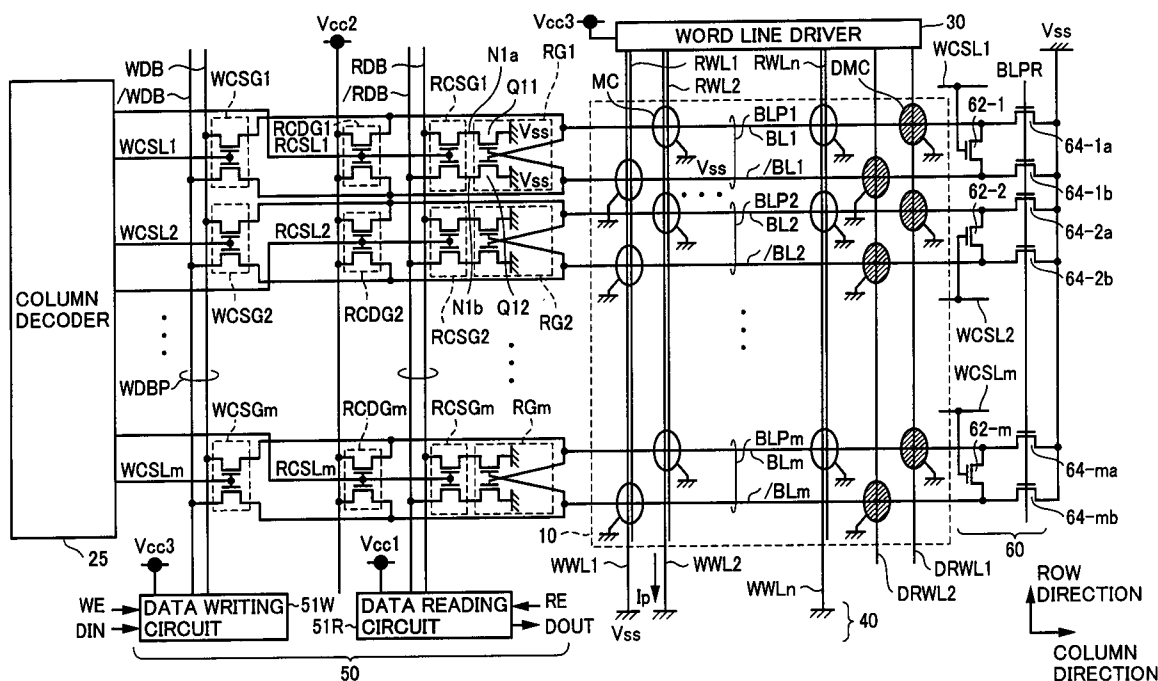 Vcc3
30
WORD LINE DRIVER
Vss
Vcc2
WDB
/WDB
WCSG1
RDB
/RDB
N1a
RG1
RCSG1
Q11
RWL1
RWL2
MC
RWLn
DMC
WCSL1
62-1
BLPR
COLUMN DECODER
WCSL1
RCDG1
RCSL1
Vss
Vss
BLP1
BL1
Vss
/BL1
64-1a
64-1b
WCSL2
RCSL2
BLP2
BL2
/BL2
62-2
64-2a
64-2b
WCSG2
RCDG2
N1b
Q12
RCSG2
RG2
WCSL2
WDBP
WCSGm
RCDGm
RCSGm
RGm
WCSLm
62-m
WCSLm
RCSLm
BLPm
BLm
/BLm
64-ma
64-mb
10
60
25
Vcc3
Vcc1
WWL1
Ip
WWL2
WWLn
DRWL2
DRWL1
WE
DIN
DATA WRITING CIRCUIT
51W
DATA READING CIRCUIT
51R
RE
DOUT
Vss
40
50
ROW DIRECTION
COLUMN DIRECTION